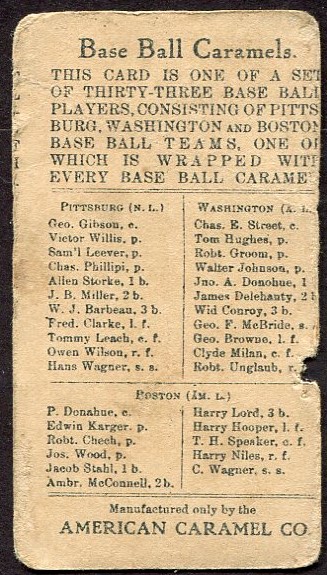 Base Ball Caramels.
THIS CARD IS ONE OF A SET
OF THIRTY-THREE BASE BALL
PLAYERS, CONSISTING OF PITTS
BURG, WASHINGTON AND BOSTON
BASE BALL TEAMS, ONE OF
WHICH IS WRAPPED WITH
EVERY BASE BALL CARAME
PITTSBURG (N. L.)
Geo. Gibson, c.
Victor Willis, p.
Sam'l Leever, p.
Chas. Phillipi, p.
Allen Storke, 1 b.
J. B. Miller, 2 b.
W. J. Barbeau, 3 b.
Fred. Clarke, l. f.
Tommy Leach, c. f.
Owen Wilson, r. f.
Hans Wagner, s. s.
WASHINGTON (A. L.
Chas. E. Street, c.
Tom Hughes, p.
Robt. Groom, p.
Walter Johnson, p.
Jno. A. Donohue, 1
James Delehanty, 2 b
Wid Conroy, 3 b.
Geo. F. McBride, s.
Geo. Browne, l. f.
Clyde Milan, c. f.
Robt. Unglaub, r.
BOSTON (AM. L.)
P. Donahue, c.
Edwin Karger. p.
Robt. Chech, p.
Jos. Wood, p.
Jacob Stahl, 1 b.
Ambr. McConnell, 2 b.
Harry Lord, 3 b.
Harry Hooper, l. f.
T. H. Speaker, c. f.
Harry Niles, r. f.
C. Wagner, s. s.
Manufactured only by the
AMERICAN CARAMEL CO